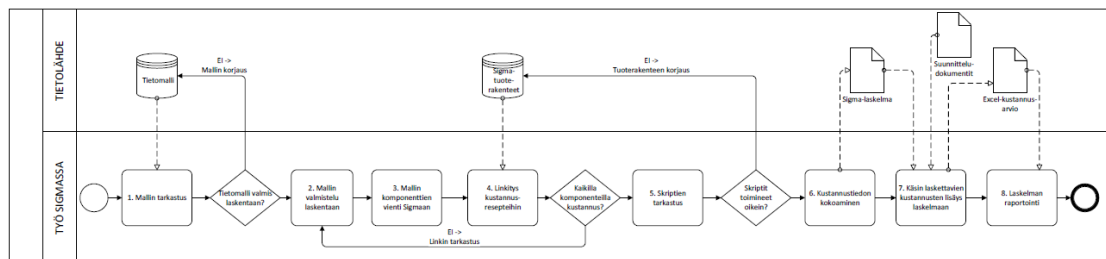 TIETOLÄHDE
Tietomalli
EI ->
Mallin korjaus
Sigma-
tuote-
rakenteet
EI ->
Tuoterakenteen korjaus
Sigma-laskelma
Suunnittelu-
dokumentit
Excel-kustannus-
arvio
TYÖ SIGMASSA
1. Mallin tarkastus
Tietomalli valmis
laskentaan?
2. Mallin
valmistelu
laskentaan
3. Mallin
komponenttien
vienti Sigmaan
4. Linkitys
kustannus-
resepteihin
Kaikilla
komponenteilla
kustannus?
EI ->
Linkin tarkastus
5. Skriptien
tarkastus
Skriptit
toimineet
oikein?
6. Kustannustiedon
kokoaminen
7. Käsin laskettavien
kustannusten lisäys
laskelmaan
8. Laskelman
raportointi